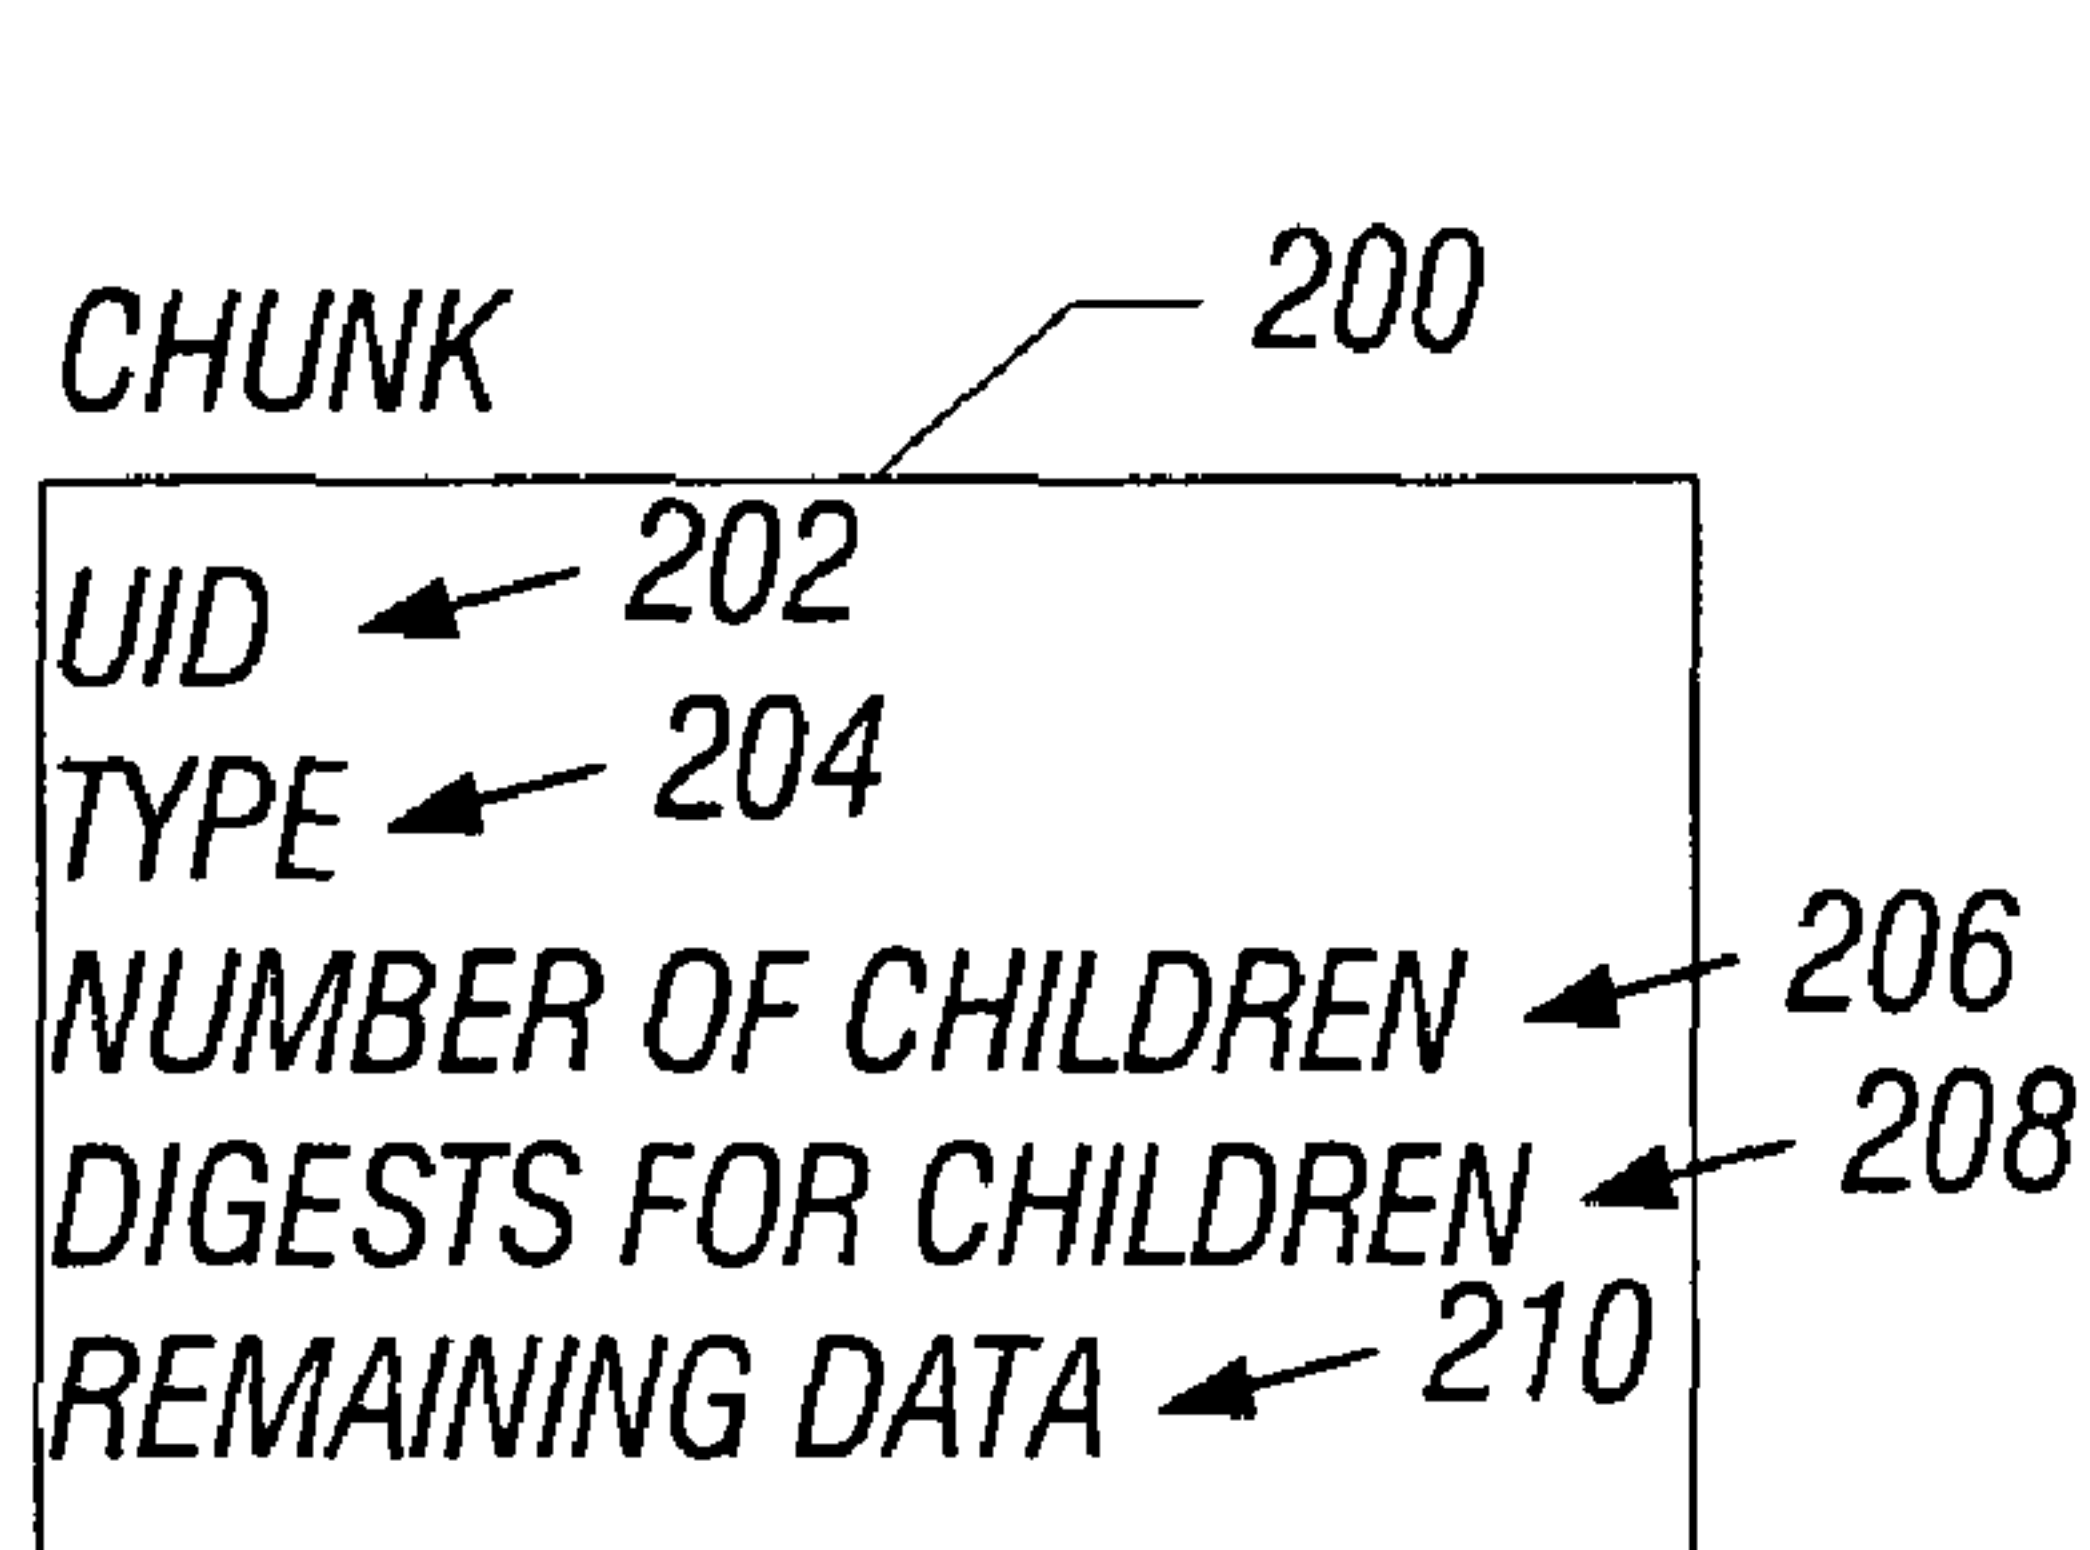 CHUNK 200
UID 202
TYPE 204
NUMBER OF CHILDREN 206
DIGESTS FOR CHILDREN 208
REMAINING DATA 210